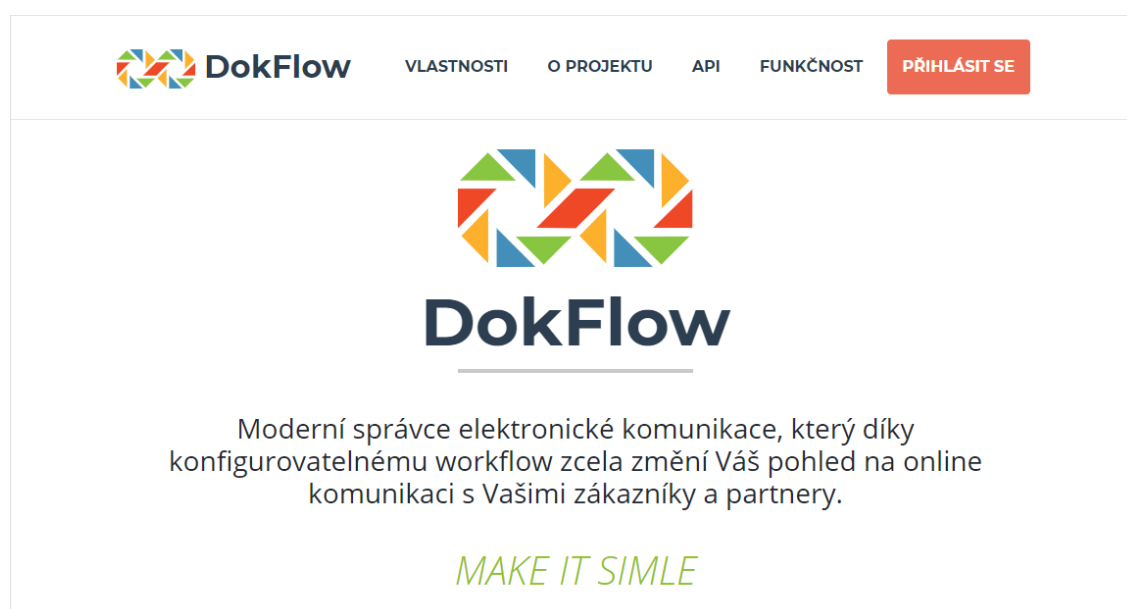 DokFlow VLASTNOSTI O PROJEKTU API FUNKČNOST PŘIHLÁSIT SE
DokFlow
Moderní správce elektronické komunikace, který díky
konfigurovatelnému workflow zcela změní Váš pohled na online
komunikaci s Vašimi zákazníky a partnery.
MAKE IT SIMLE